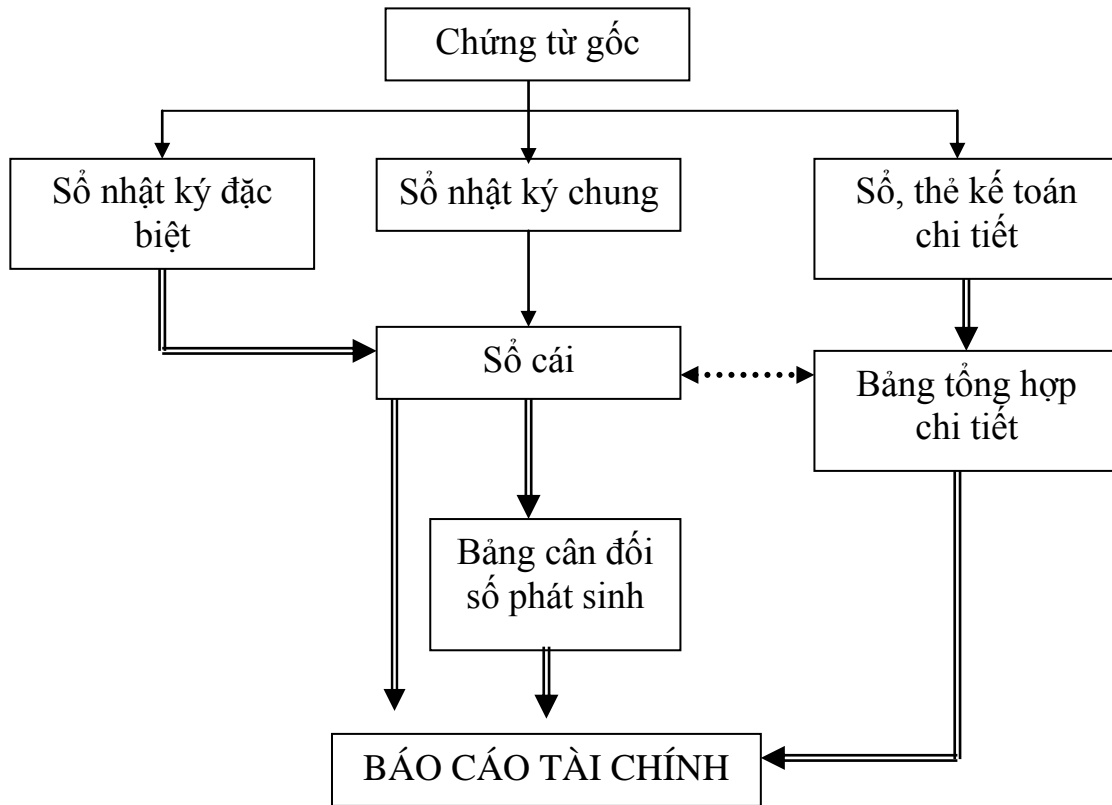 Chứng từ gốc
Sổ nhật ký đặc
biệt
Sổ nhật ký chung
Sổ, thẻ kế toán
chi tiết
Sổ cái
Bảng tổng hợp
chi tiết
Bảng cân đối
số phát sinh
BÁO CÁO TÀI CHÍNH